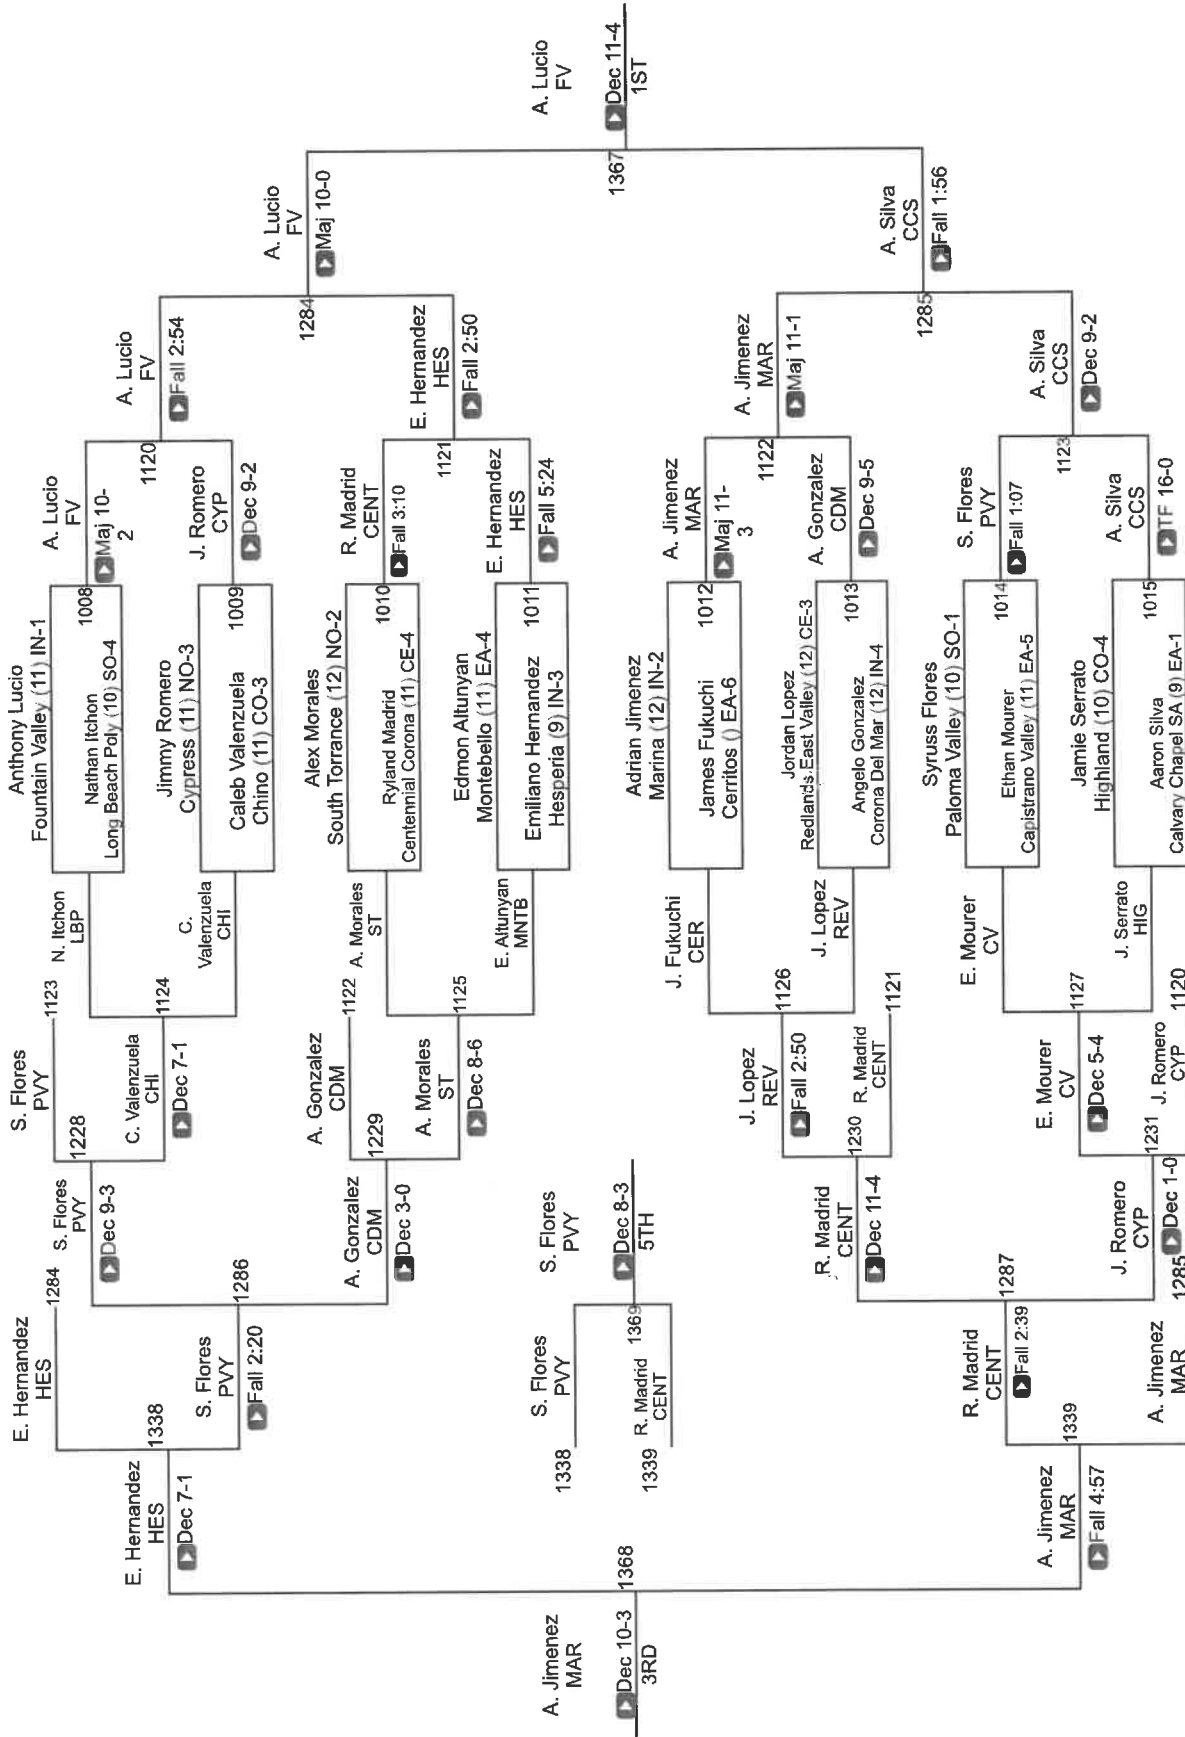 Anthony Lucio
Fountain Valley (11) IN-1
1008
Nathan Itchon
Long Beach Poly (10) SO-4
Jimmy Romero
Cypress (11) NO-3
1009
Caleb Valenzuela
Chino (11) CO-3
Alex Morales
South Torrance (12) NO-2
1010
Ryland Madrid
Centennial Corona (11) CE-4
Edmon Altunyan
Montebello (11) EA-4
1011
Emiliano Hernandez
Hesperia (9) IN-3
Adrian Jimenez
Marina (12) IN-2
1012
James Fukuchi
Cerritos () EA-6
Jordan Lopez
Redlands East Valley (12) CE-3
1013
Angelo Gonzalez
Corona Del Mar (12) IN-4
Syruss Flores
Paloma Valley (10) SO-1
1014
Ethan Mourer
Capistrano Valley (11) EA-5
Jamie Serrato
Highland (10) CO-4
1015
Aaron Silva
Calvary Chapel SA (9) EA-1
A. Lucio
FV
Maj 10-
2
1120
J. Romero
CYP
Dec 9-2
R. Madrid
CENT
Fall 3:10
1121
E. Hernandez
HES
Fall 5:24
A. Jimenez
MAR
Maj 11-
3
1122
A. Gonzalez
CDM
Dec 9-5
S. Flores
PVY
Fall 1:07
1123
A. Silva
CCS
TF 16-0
A. Lucio
FV
Fall 2:54
1284
E. Hernandez
HES
Fall 2:50
A. Jimenez
MAR
Maj 11-1
1285
A. Silva
CCS
Dec 9-2
A. Lucio
FV
Maj 10-0
1367
A. Silva
CCS
Fall 1:56
A. Lucio
FV
Dec 11-4
1ST
N. Itchon
LBP
1124
C.
Valenzuela
CHI
A. Morales
ST
1125
E. Altunyan
MNTB
J. Fukuchi
CER
1126
J. Lopez
REV
E. Mourer
CV
1127
J. Serrato
HIG
S. Flores
PVY
1123
1228
C. Valenzuela
CHI
Dec 7-1
A. Gonzalez
CDM
1122
1229
A. Morales
ST
Dec 8-6
J. Lopez
REV
Fall 2:50
1230
R. Madrid
CENT
1121
E. Mourer
CV
Dec 5-4
1231
J. Romero
CYP
1120
S. Flores
PVY
Dec 9-3
1286
A. Gonzalez
CDM
Dec 3-0
R. Madrid
CENT
Dec 11-4
1287
J. Romero
CYP
Dec 1-0
E. Hernandez
HES
1284
1338
S. Flores
PVY
Fall 2:20
R. Madrid
CENT
Fall 2:39
1339
A. Jimenez
MAR
1285
E. Hernandez
HES
Dec 7-1
1368
A. Jimenez
MAR
Fall 4:57
A. Jimenez
MAR
Dec 10-3
3RD
1338
S. Flores
PVY
1369
1339
R. Madrid
CENT
S. Flores
PVY
Dec 8-3
5TH